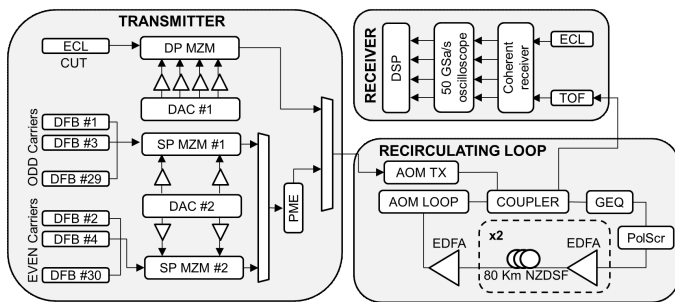 TRANSMITTER
ECL
CUT
DP MZM
DAC #1
ODD Carriers
DFB #1
DFB #3
DFB #29
SP MZM #1
DAC #2
SP MZM #2
EVEN Carriers
DFB #2
DFB #4
DFB #30
PME
RECEIVER
DSP
50 GSa/s
oscilloscope
Coherent
receiver
ECL
TOF
RECIRCULATING LOOP
AOM TX
AOM LOOP
COUPLER
GEQ
PolScr
x2
EDFA
EDFA
80 Km NZDSF